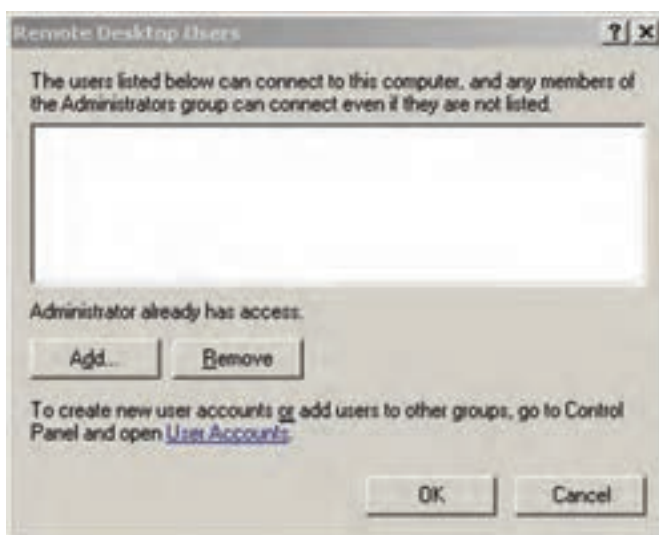 Remote Desktop Users
? X
The users listed below can connect to this computer, and any members of
the Administrators group can connect even if they are not listed.
Administrator already has access.
Add... Remove
To create new user accounts or add users to other groups, go to Control
Panel and open User Accounts.
OK Cancel